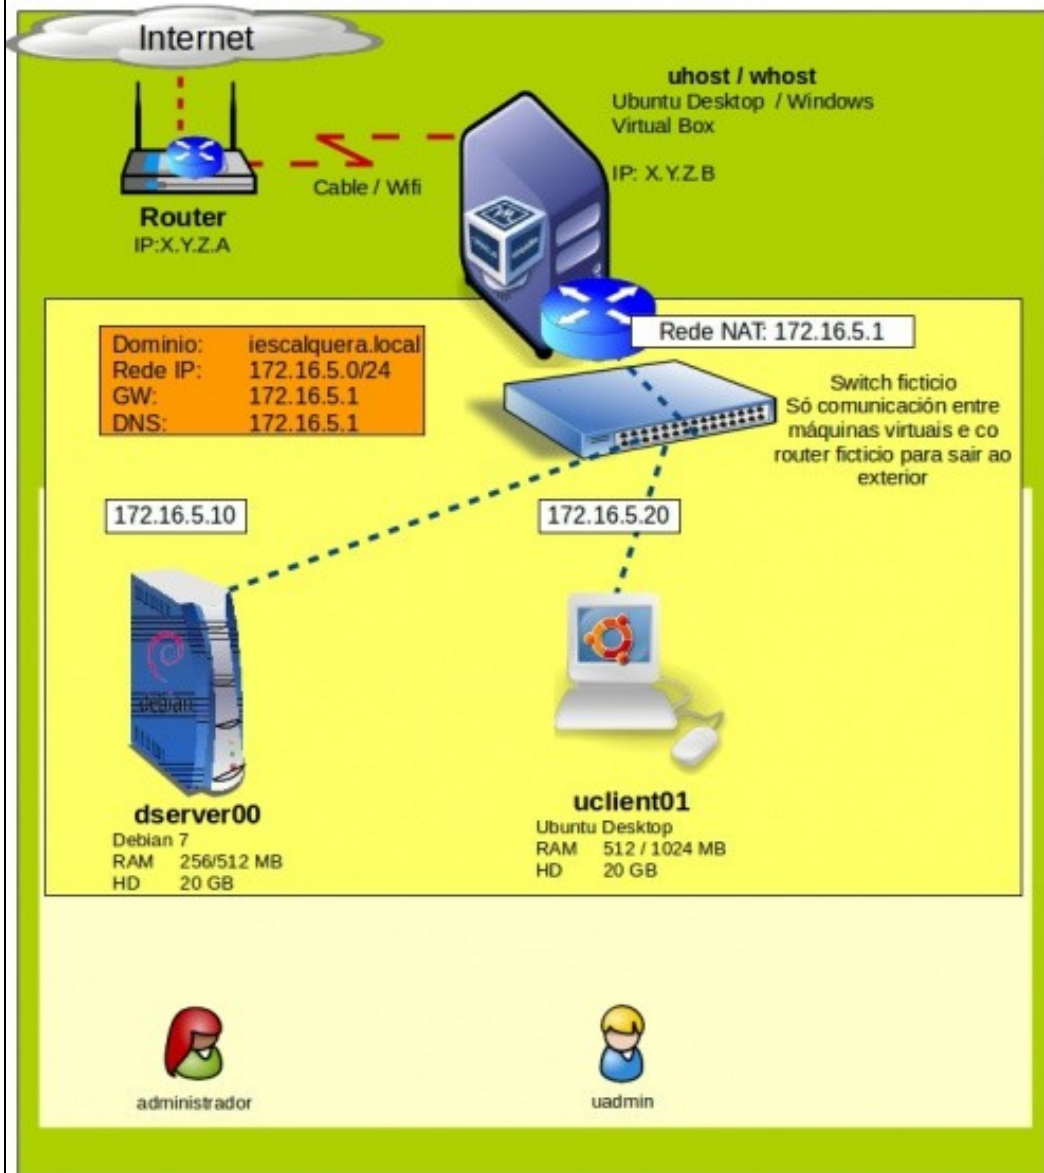 Internet
uhost / whost
Ubuntu Desktop / Windows
Virtual Box
IP: X.Y.Z.B
Cable / Wifi
Router
IP:X.Y.Z.A
Rede NAT: 172.16.5.1
Dominio: iescalquera.local
Rede IP: 172.16.5.0/24
GW: 172.16.5.1
DNS: 172.16.5.1
Switch ficticio
Só comunicación entre
máquinas virtuais e co
router ficticio para sair ao
exterior
172.16.5.10
172.16.5.20
debian
dserver00
Debian 7
RAM 256/512 MB
HD 20 GB
uclient01
Ubuntu Desktop
RAM 512 / 1024 MB
HD 20 GB
administrador
uadmin